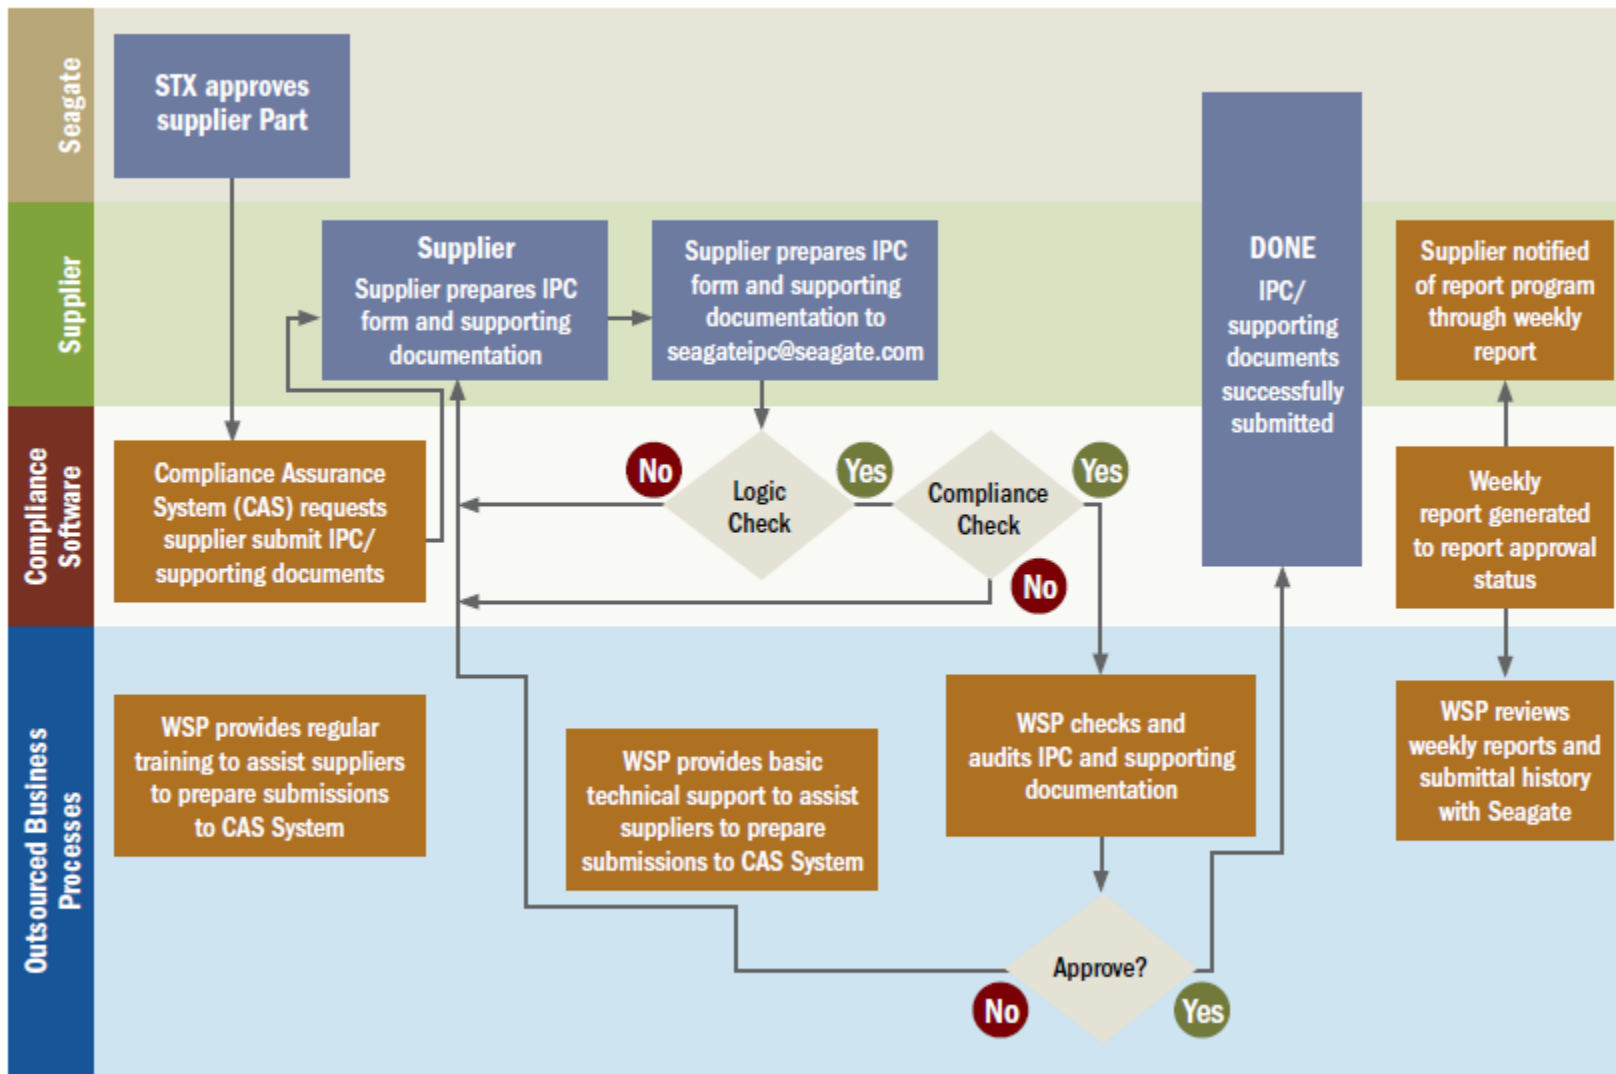 Seagate
STX approves
supplier Part
Supplier
Supplier
Supplier prepares IPC
form and supporting
documentation
Supplier prepares IPC
form and supporting
documentation to
seagateipc@seagate.com
DONE
IPC/
supporting
documents
successfully
submitted
Supplier notified
of report program
through weekly
report
Compliance
Software
Compliance Assurance
System (CAS) requests
supplier submit IPC/
supporting documents
No
Logic
Check
Yes
Compliance
Check
Yes
No
Weekly
report generated
to report approval
status
Outsourced Business
Processes
WSP provides regular
training to assist suppliers
to prepare submissions
to CAS System
WSP provides basic
technical support to assist
suppliers to prepare
submissions to CAS System
WSP checks and
audits IPC and supporting
documentation
WSP reviews
weekly reports and
submittal history
with Seagate
Approve?
No
Yes